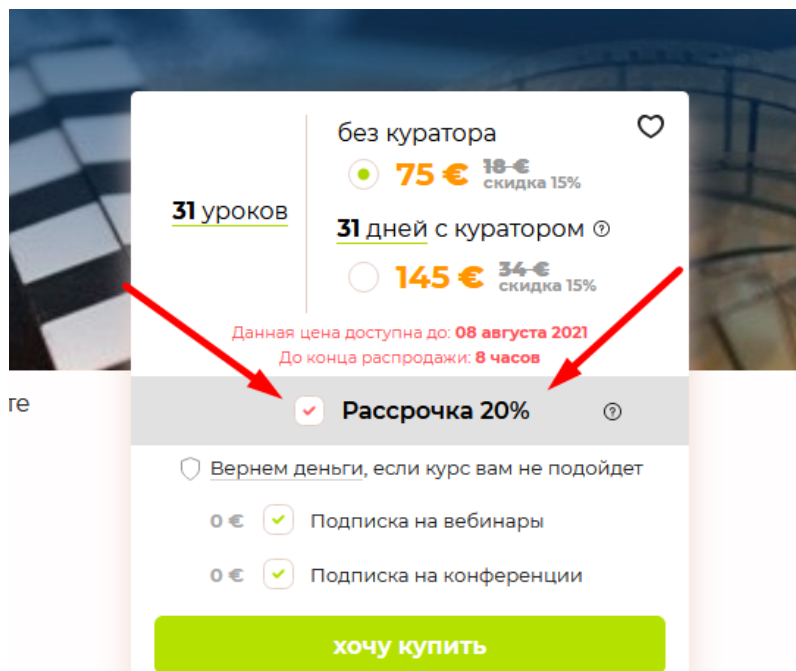 31 уроков
без куратора
75 € 18 €
скидка 15%
31 дней с куратором ?
145 € 34 €
скидка 15%
Данная цена доступна до: 08 августа 2021
До конца распродажи: 8 часов
те
Рассрочка 20% ?
Вернем деньги, если курс вам не подойдет
0 € Подписка на вебинары
0 € Подписка на конференции
хочу купить